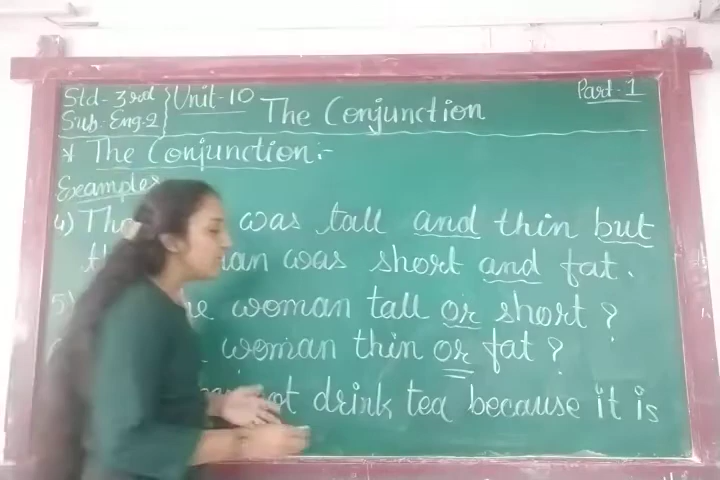 Std - 3rd
Sub - Eng-2
Unit - 10
Part - 1
The Conjunction
* The Conjunction :-
Examples
4) was tall and thin but
was short and fat .
5) woman tall or short ?
woman thin or fat ?
drink tea because it is